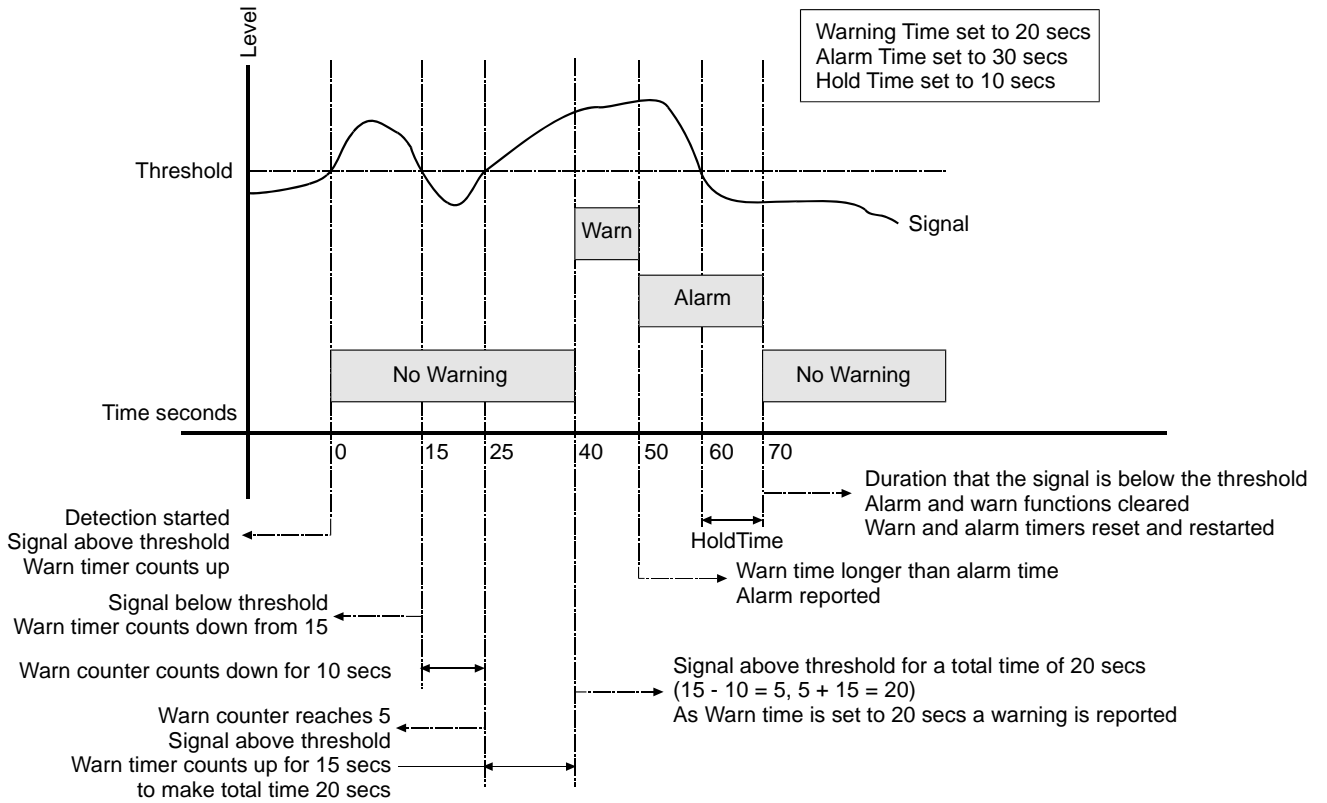 Level
Warning Time set to 20 secs
Alarm Time set to 30 secs
Hold Time set to 10 secs
Threshold
Signal
Warn
Alarm
No Warning
No Warning
Time seconds
0
15
25
40
50
60
70
Detection started
Signal above threshold
Warn timer counts up
Duration that the signal is below the threshold
Alarm and warn functions cleared
Warn and alarm timers reset and restarted
HoldTime
Warn time longer than alarm time
Alarm reported
Signal below threshold
Warn timer counts down from 15
Warn counter counts down for 10 secs
Signal above threshold for a total time of 20 secs
(15 - 10 = 5, 5 + 15 = 20)
As Warn time is set to 20 secs a warning is reported
Warn counter reaches 5
Signal above threshold
Warn timer counts up for 15 secs
to make total time 20 secs